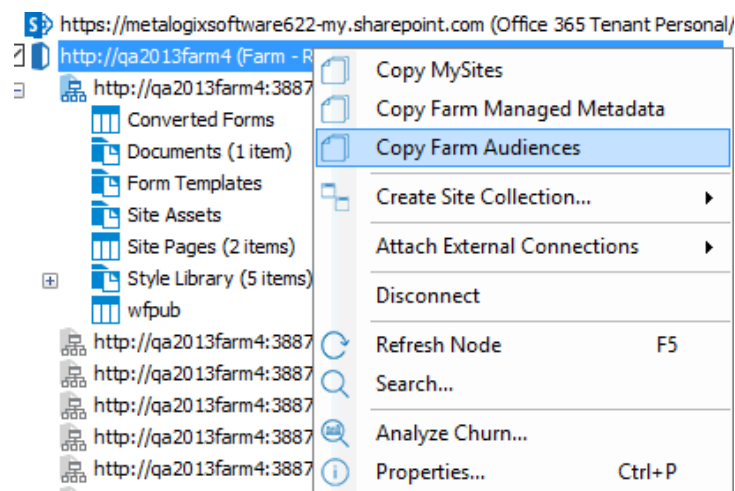 https://metalogixsoftware622-my.sharepoint.com (Office 365 Tenant Personal/
http://qa2013farm4 (Farm - R
http://qa2013farm4:3887
Converted Forms
Documents (1 item)
Form Templates
Site Assets
Site Pages (2 items)
Style Library (5 items)
wfpub
http://qa2013farm4:3887
http://qa2013farm4:3887
http://qa2013farm4:3887
http://qa2013farm4:3887
http://qa2013farm4:3887
Copy MySites
Copy Farm Managed Metadata
Copy Farm Audiences
Create Site Collection...
Attach External Connections
Disconnect
Refresh Node F5
Search...
Analyze Churn...
Properties... Ctrl+P